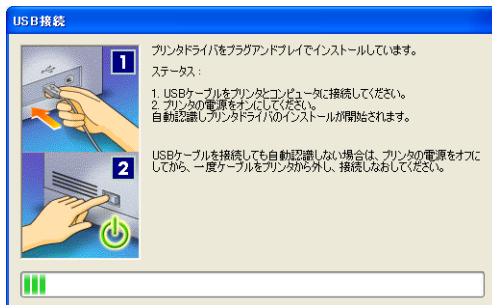 USB接続
1
プリンタドライバをプラグアンドプレイでインストールしています。
ステータス：
1. USBケーブルをプリンタとコンピュータに接続してください。
2. プリンタの電源をオンにしてください。
自動認識しプリンタドライバのインストールが開始されます。
2
USBケーブルを接続しても自動認識しない場合は、プリンタの電源をオフに
してから、一度ケーブルをプリンタから外し、接続しなおしてください。